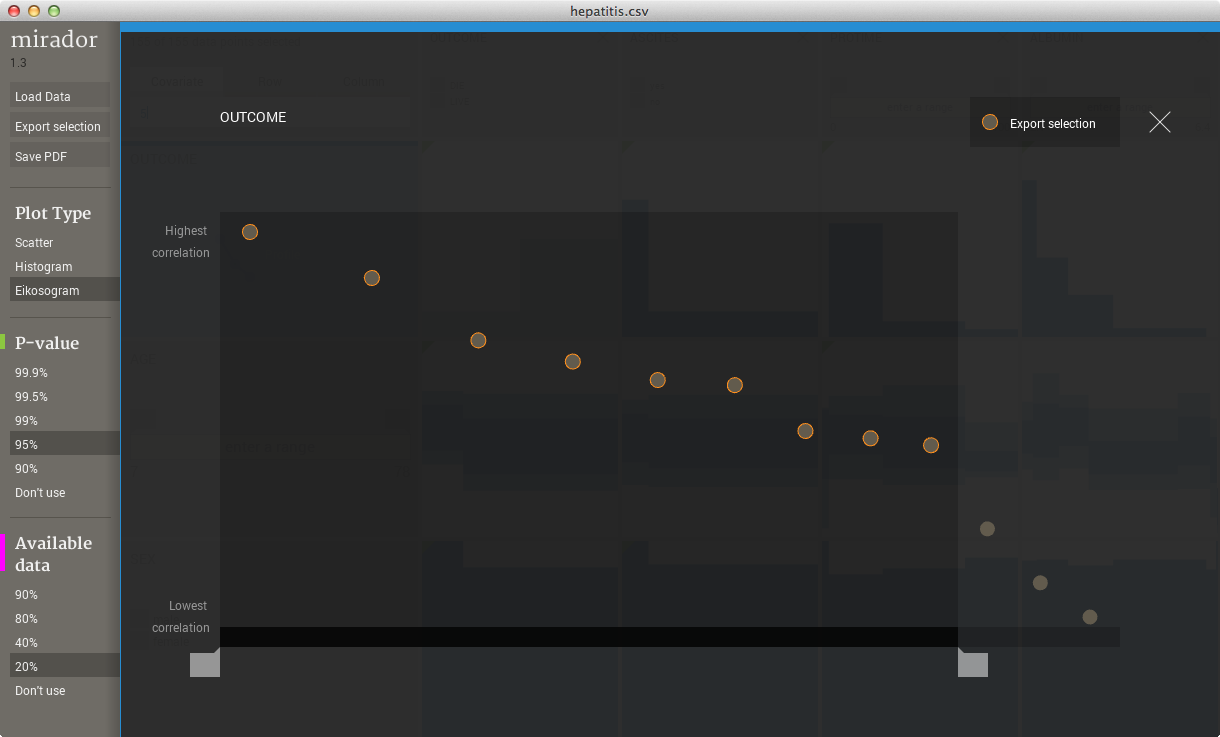 hepatitis.csv
mirador
1.3
Load Data
Export selection
Save PDF
Plot Type
Scatter
Histogram
Eikosogram
P-value
99.9%
99.5%
99%
95%
90%
Don't use
Available
data
90%
80%
40%
20%
Don't use
OUTCOME
Export selection
Highest
correlation
Lowest
correlation